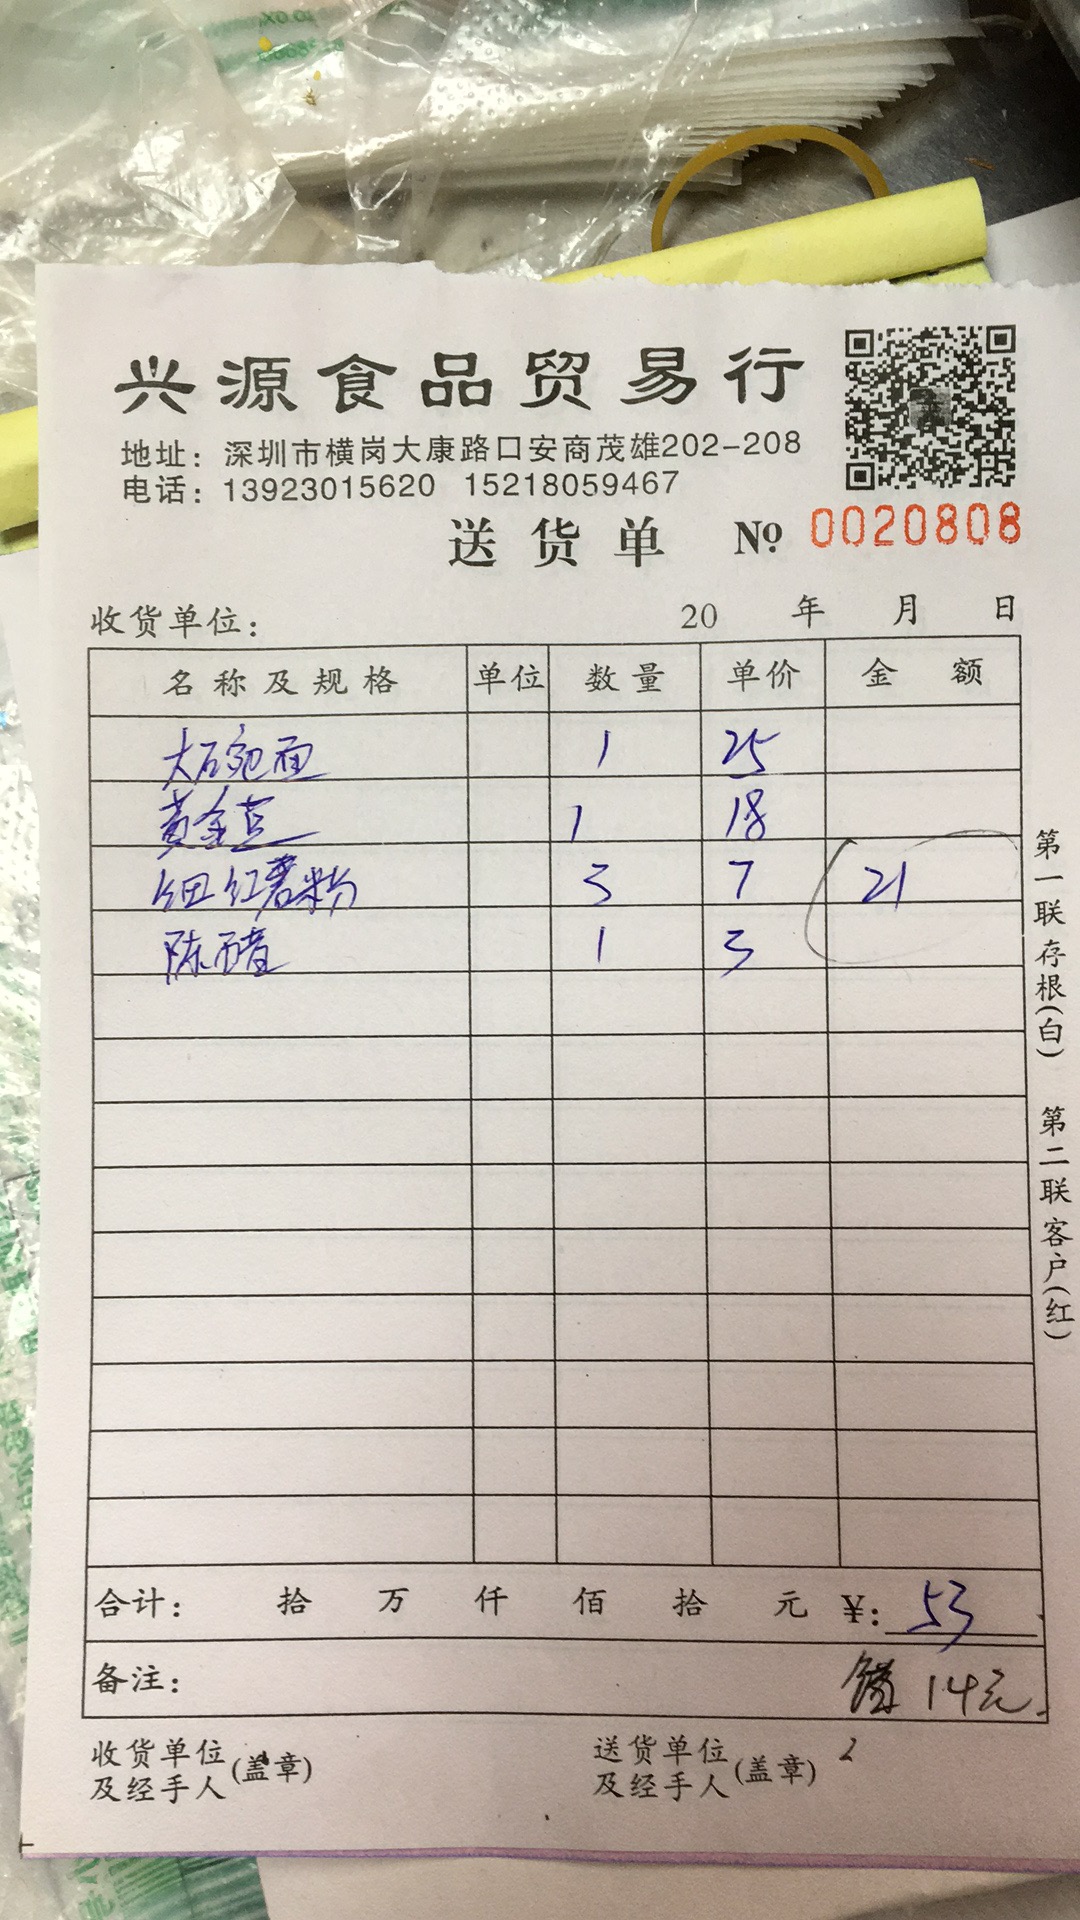 兴源食品贸易行
地址：深圳市横岗大康路口安商茂雄202-208
电话：13923015620 15218059467
送货单 № 0020808
收货单位： 20 年 月 日
名称及规格 单位 数量 单价 金额
大石宛面 1 25
黄金豆 1 18
细红薯粉 3 7 21
陈醋 1 3
合计： 拾 万 仟 佰 拾 元 ¥：53
备注： 错 14元
收货单位及经手人(盖章) 送货单位及经手人(盖章) 2
第一联存根(白) 第二联客户(红)